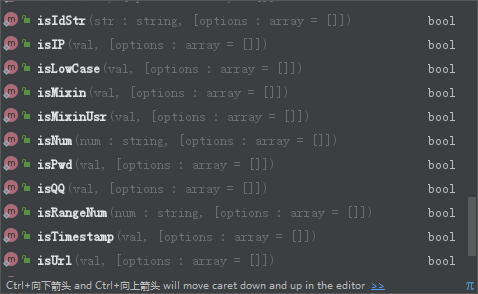 isIdStr(str : string, [options : array = []]) bool
isIP(val, [options : array = []]) bool
isLowCase(val, [options : array = []]) bool
isMixin(val, [options : array = []]) bool
isMixinUsr(val, [options : array = []]) bool
isNum(num : string, [options : array = []]) bool
isPwd(val, [options : array = []]) bool
isQQ(val, [options : array = []]) bool
isRangeNum(num : string, [options : array = []]) bool
isTimestamp(val, [options : array = []]) bool
isUrl(val, [options : array = []]) bool
Ctrl+向下箭头 and Ctrl+向上箭头 will move caret down and up in the editor >> π